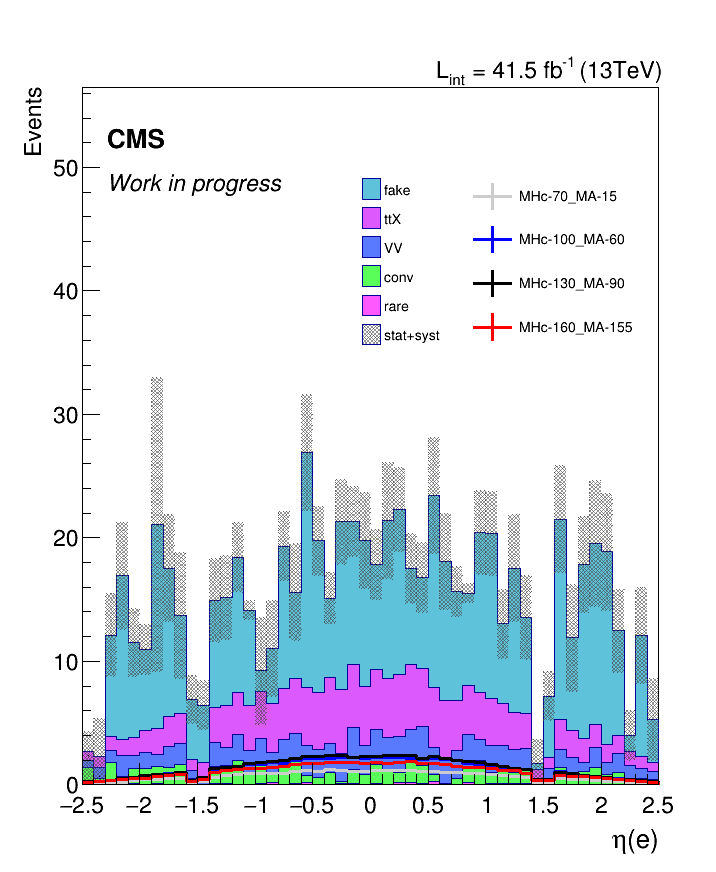 L_int = 41.5 fb^-1 (13TeV)
Events
CMS
Work in progress
fake
ttX
VV
conv
rare
stat+syst
MHc-70_MA-15
MHc-100_MA-60
MHc-130_MA-90
MHc-160_MA-155
50
40
30
20
10
0
−2.5 −2 −1.5 −1 −0.5 0 0.5 1 1.5 2 2.5
η(e)